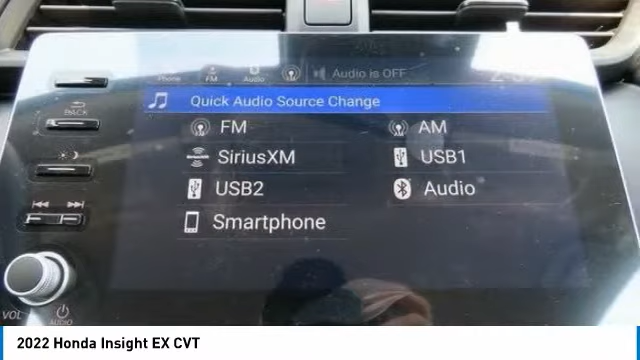 Phone FM Audio Audio is OFF
Quick Audio Source Change
FM AM
SiriusXM USB1
USB2 Audio
Smartphone
BACK
VOL AUDIO
2022 Honda Insight EX CVT